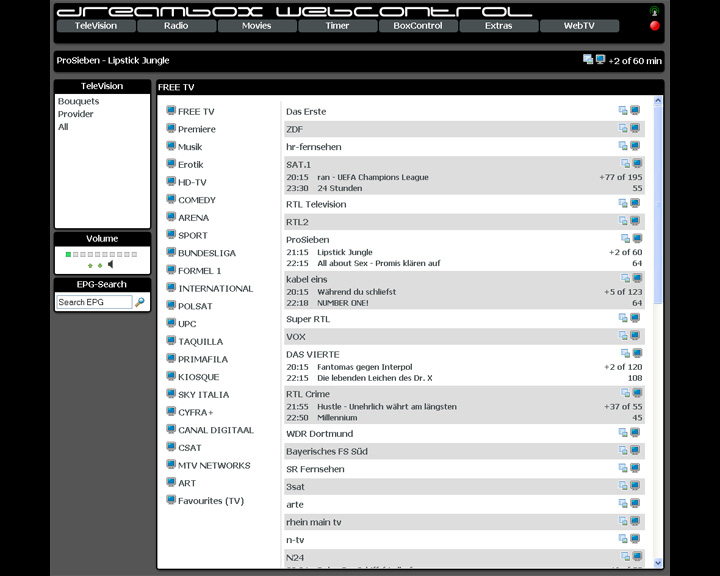 dreambox webcontrol
TeleVision Radio Movies Timer BoxControl Extras WebTV
ProSieben - Lipstick Jungle +2 of 60 min
TeleVision
Bouquets
Provider
All
Volume
EPG-Search
Search EPG
FREE TV
FREE TV
Premiere
Musik
Erotik
HD-TV
COMEDY
ARENA
SPORT
BUNDESLIGA
FORMEL 1
INTERNATIONAL
POLSAT
UPC
TAQUILLA
PRIMAFILA
KIOSQUE
SKY ITALIA
CYFRA+
CANAL DIGITAAL
CSAT
MTV NETWORKS
ART
Favourites (TV)
Das Erste
ZDF
hr-fernsehen
SAT.1
20:15 ran - UEFA Champions League +77 of 195
23:30 24 Stunden 55
RTL Television
RTL2
ProSieben
21:15 Lipstick Jungle +2 of 60
22:15 All about Sex - Promis klären auf 64
kabel eins
20:15 Während du schliefst +5 of 123
22:18 NUMBER ONE! 64
Super RTL
VOX
DAS VIERTE
20:15 Fantomas gegen Interpol +2 of 120
22:15 Die lebenden Leichen des Dr. X 108
RTL Crime
21:55 Hustle - Unehrlich währt am längsten +37 of 55
22:50 Millennium 45
WDR Dortmund
Bayerisches FS Süd
SR Fernsehen
3sat
arte
rhein main tv
n-tv
N24